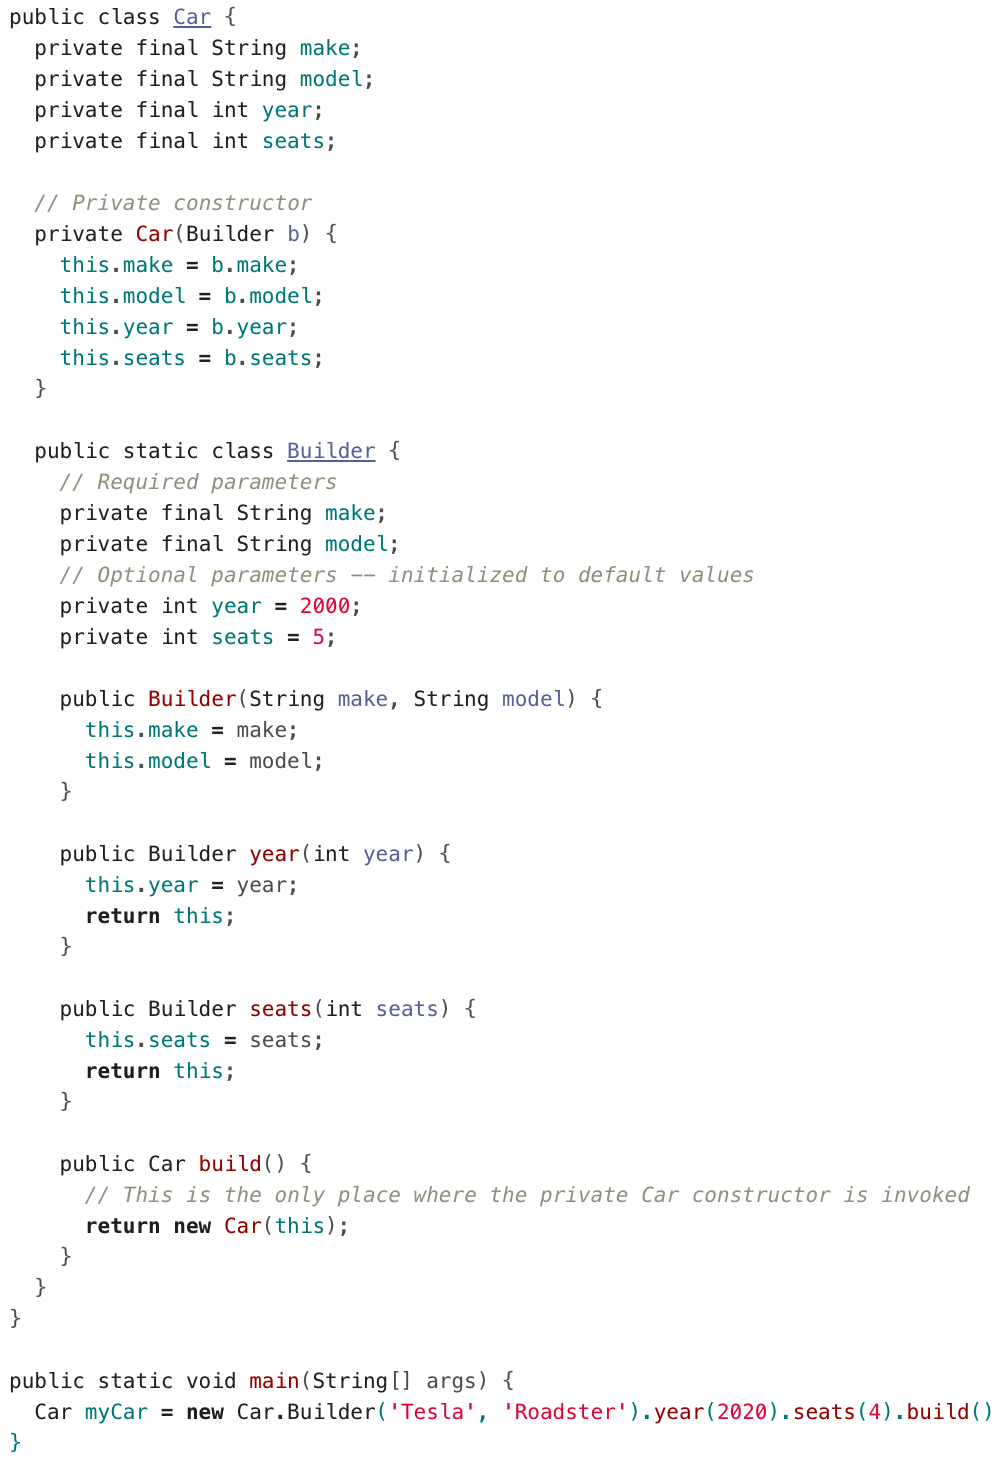 public class Car {
  private final String make;
  private final String model;
  private final int year;
  private final int seats;

  // Private constructor
  private Car(Builder b) {
    this.make = b.make;
    this.model = b.model;
    this.year = b.year;
    this.seats = b.seats;
  }

  public static class Builder {
    // Required parameters
    private final String make;
    private final String model;
    // Optional parameters -- initialized to default values
    private int year = 2000;
    private int seats = 5;

    public Builder(String make, String model) {
      this.make = make;
      this.model = model;
    }

    public Builder year(int year) {
      this.year = year;
      return this;
    }

    public Builder seats(int seats) {
      this.seats = seats;
      return this;
    }

    public Car build() {
      // This is the only place where the private Car constructor is invoked
      return new Car(this);
    }
  }
}

public static void main(String[] args) {
  Car myCar = new Car.Builder('Tesla', 'Roadster').year(2020).seats(4).build()
}